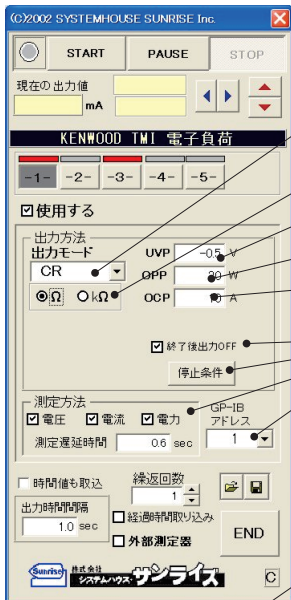 (C)2002 SYSTEMHOUSE SUNRISE Inc.
START PAUSE STOP
現在の出力値
mA
KENWOOD TMI 電子負荷
-1- -2- -3- -4- -5-
使用する
出力方法
出力モード
CR
UVP -0.5 V
OPP W
Ω kΩ
OCP A
終了後出力OFF
停止条件
測定方法
電圧 電流 電力
GP-IB
アドレス
測定遅延時間 0.6 sec
1
時間値も取込
繰返回数
1
出力時間間隔
1.0 sec
経過時間取り込み
外部測定器
END
Sunrise 株式会社 システムハウス・サンライズ
C